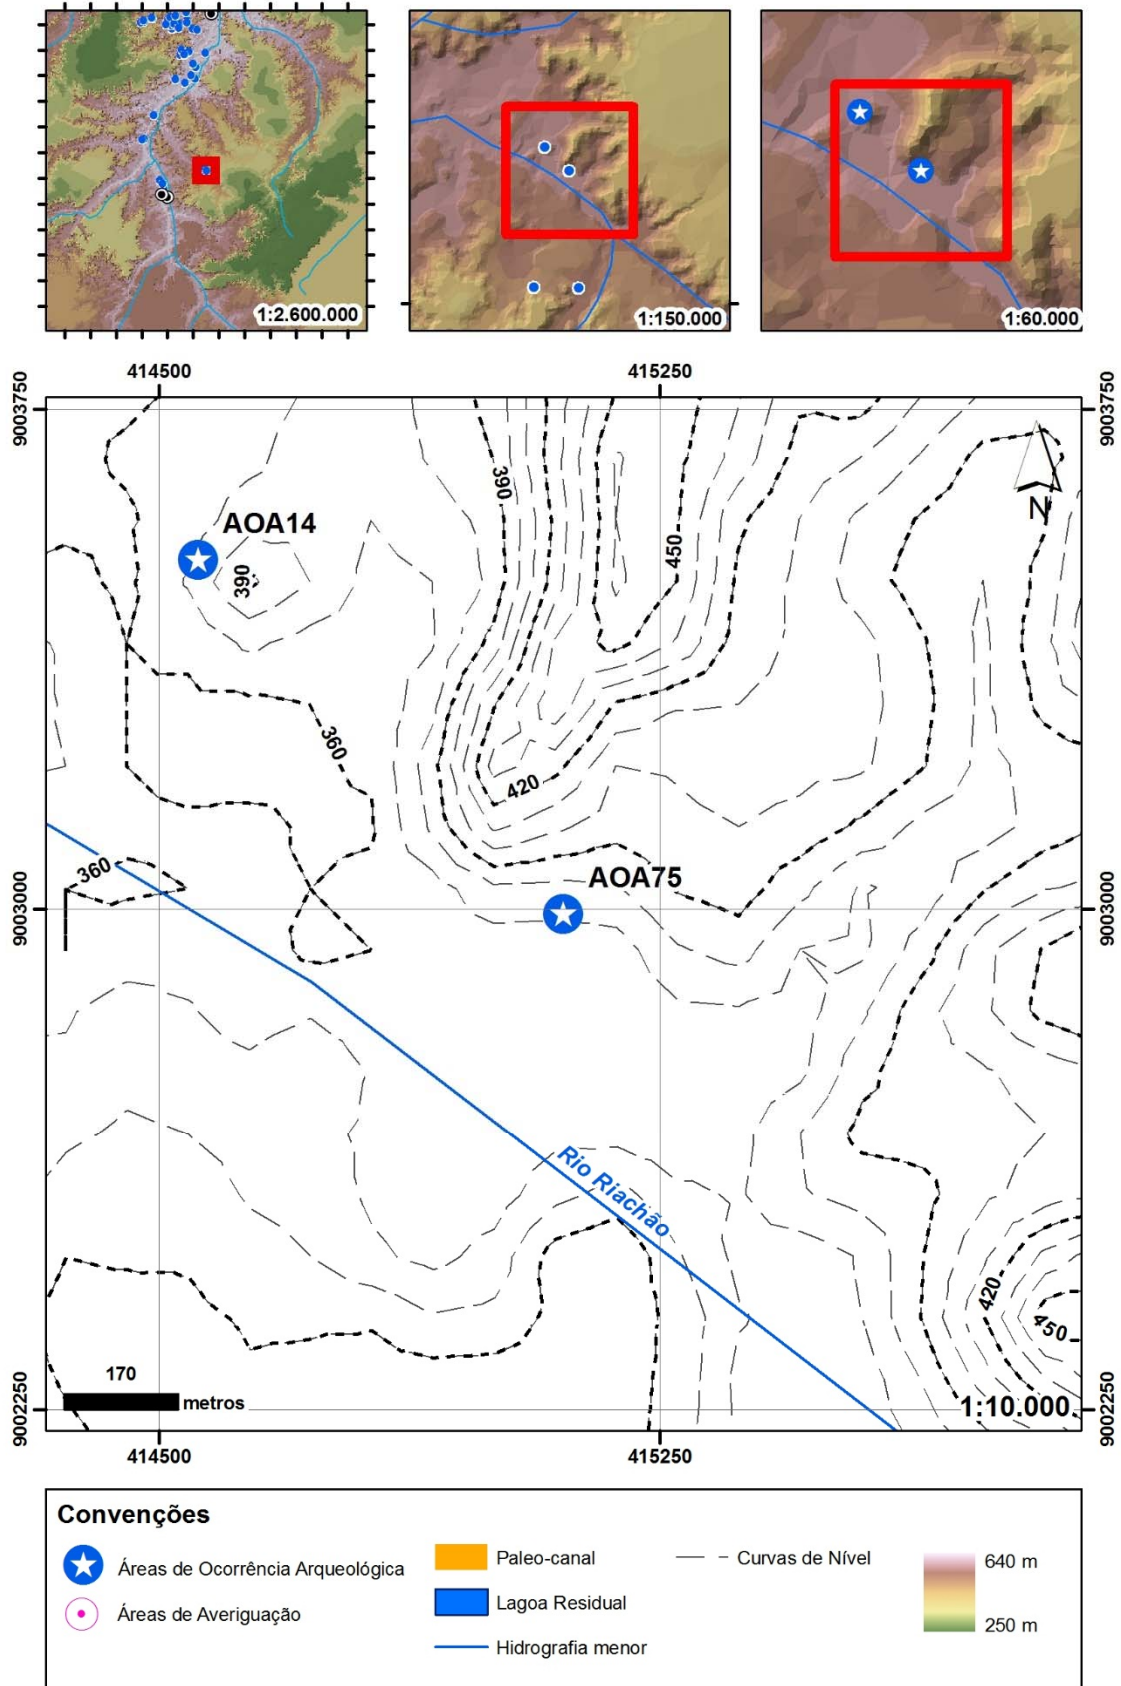 1:2.600.000
1:150.000
1:60.000
414500
415250
9003750
9003750
390
AOA14
N
450
390
360
420
360
AOA75
9003000
9003000
Rio Riachão
420
450
170
metros
1:10.000
9002250
9002250
414500
415250
Convenções
Áreas de Ocorrência Arqueológica
Áreas de Averiguação
Paleo-canal
Lagoa Residual
Hidrografia menor
Curvas de Nível
640 m
250 m